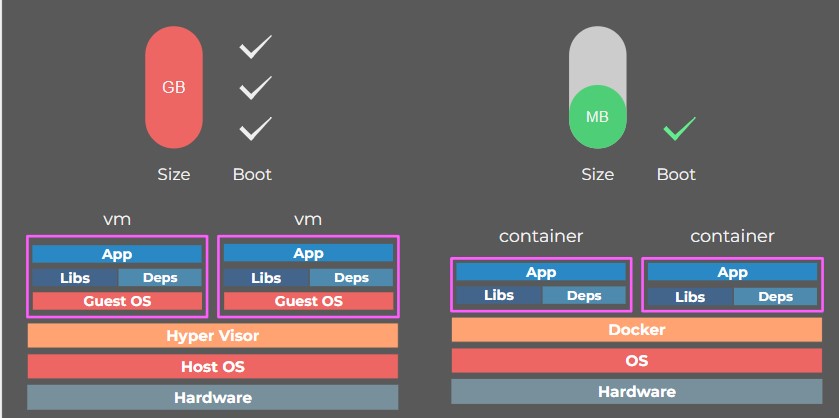 GB
Size Boot
vm vm
App App
Libs Deps Libs Deps
Guest OS Guest OS
Hyper Visor
Host OS
Hardware
MB
Size Boot
container container
App App
Libs Deps Libs Deps
Docker
OS
Hardware